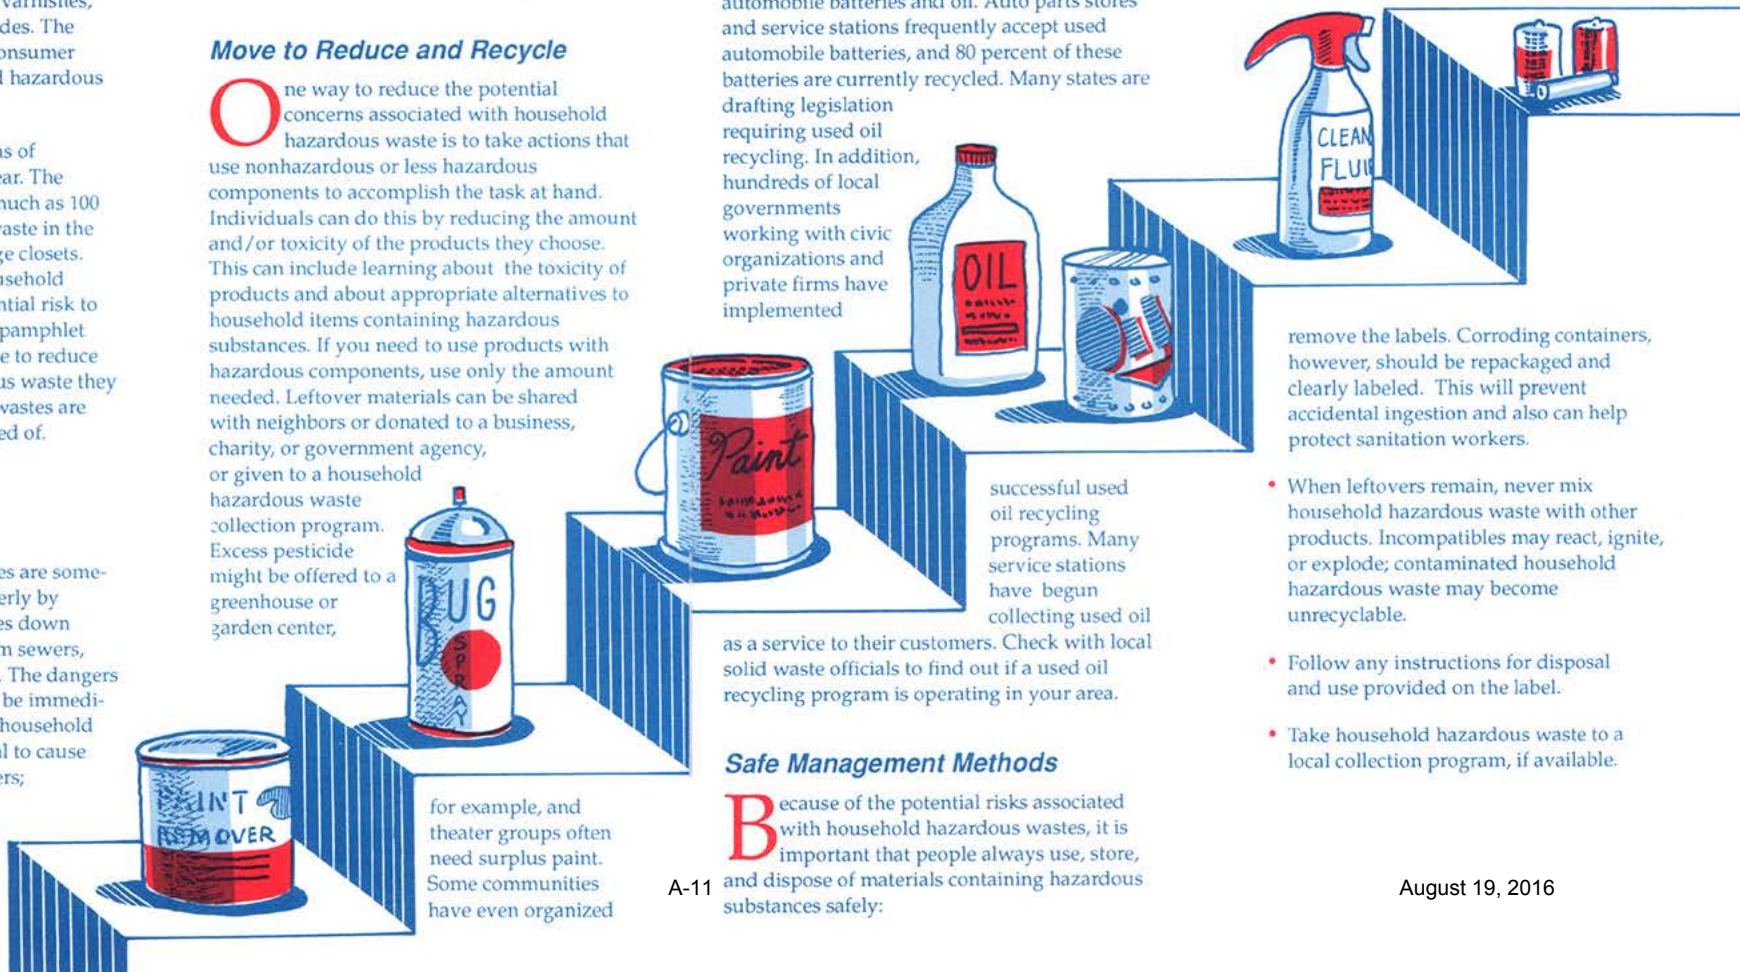 des. The
onsumer
hazardous
as of
ear. The
much as 100
waste in the
ge closets.
usehold
ntial risk to
pamphlet
e to reduce
us waste they
wastes are
ed of.
es are some-
erly by
es down
m sewers,
. The dangers
be immedi-
household
al to cause
ers;
Move to Reduce and Recycle
One way to reduce the potential
concerns associated with household
hazardous waste is to take actions that
use nonhazardous or less hazardous
components to accomplish the task at hand.
Individuals can do this by reducing the amount
and/or toxicity of the products they choose.
This can include learning about the toxicity of
products and about appropriate alternatives to
household items containing hazardous
substances. If you need to use products with
hazardous components, use only the amount
needed. Leftover materials can be shared
with neighbors or donated to a business,
charity, or government agency,
or given to a household
hazardous waste
collection program.
Excess pesticide
might be offered to a
greenhouse or
garden center,
PAINT
REMOVER
BUG
SPRAY
for example, and
theater groups often
need surplus paint.
Some communities
have even organized
Paint
automobile batteries and oil. Auto parts stores
and service stations frequently accept used
automobile batteries, and 80 percent of these
batteries are currently recycled. Many states are
drafting legislation
requiring used oil
recycling. In addition,
hundreds of local
governments
working with civic
organizations and
private firms have
implemented
OIL
successful used
oil recycling
programs. Many
service stations
have begun
collecting used oil
as a service to their customers. Check with local
solid waste officials to find out if a used oil
recycling program is operating in your area.
Safe Management Methods
Because of the potential risks associated
with household hazardous wastes, it is
important that people always use, store,
and dispose of materials containing hazardous
substances safely:
CLEAN
FLUI
remove the labels. Corroding containers,
however, should be repackaged and
clearly labeled. This will prevent
accidental ingestion and also can help
protect sanitation workers.
• When leftovers remain, never mix
household hazardous waste with other
products. Incompatibles may react, ignite,
or explode; contaminated household
hazardous waste may become
unrecyclable.
• Follow any instructions for disposal
and use provided on the label.
• Take household hazardous waste to a
local collection program, if available.
A-11
August 19, 2016